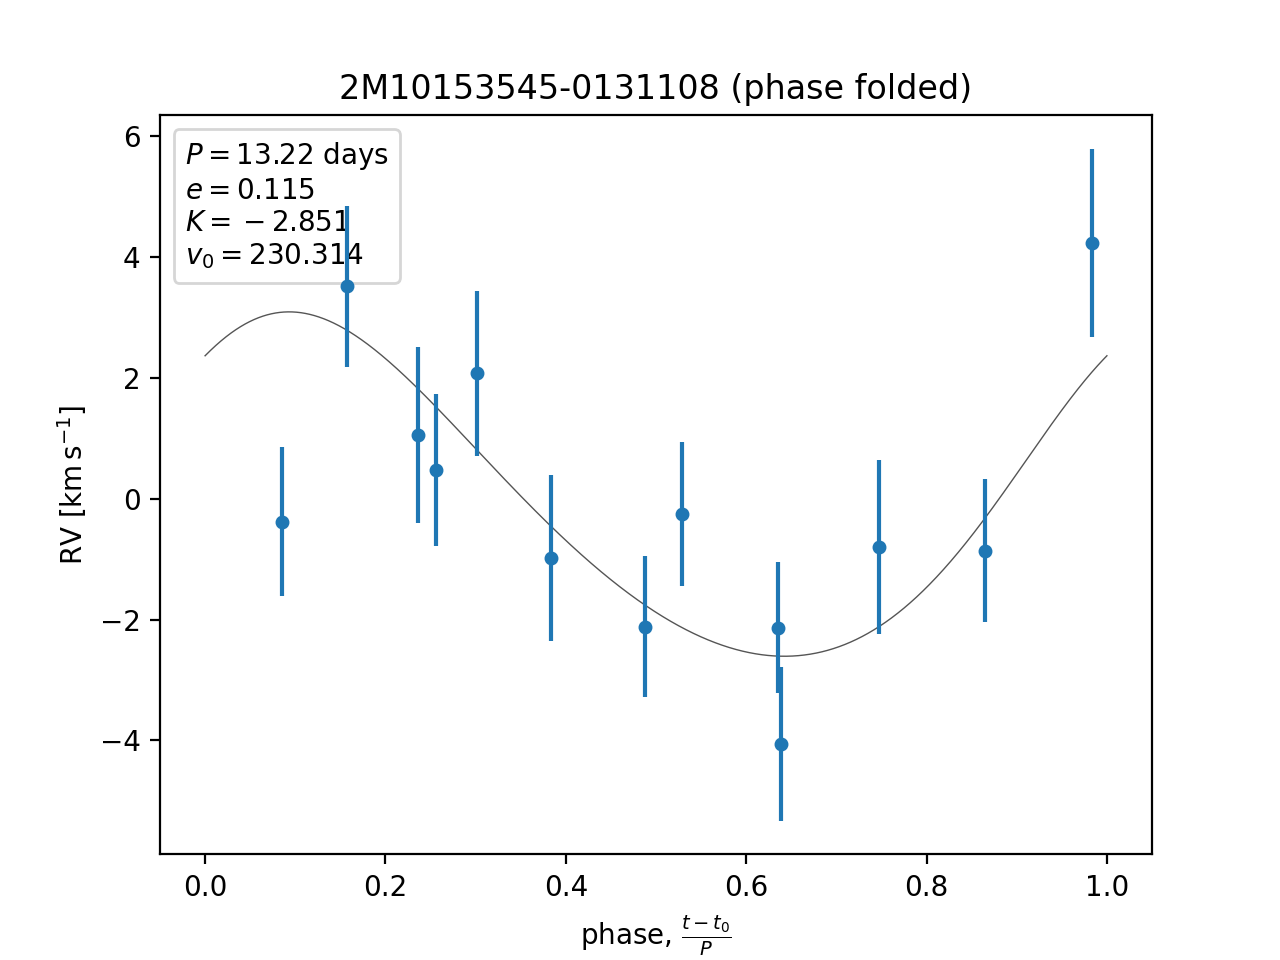 2M10153545-0131108 (phase folded)
P = 13.22 days
e = 0.115
K = −2.851
v₀ = 230.314
6
4
2
0
−2
−4
RV [km s⁻¹]
0.0 0.2 0.4 0.6 0.8 1.0
phase, (t − t₀)/P